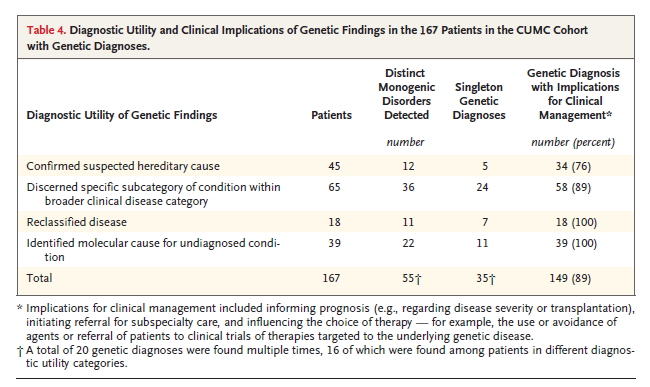 Table 4. Diagnostic Utility and Clinical Implications of Genetic Findings in the 167 Patients in the CUMC Cohort
with Genetic Diagnoses.
Diagnostic Utility of Genetic Findings Patients Distinct Monogenic Disorders Detected Singleton Genetic Diagnoses Genetic Diagnosis with Implications for Clinical Management*
number number (percent)
Confirmed suspected hereditary cause 45 12 5 34 (76)
Discerned specific subcategory of condition within 65 36 24 58 (89)
broader clinical disease category
Reclassified disease 18 11 7 18 (100)
Identified molecular cause for undiagnosed condi- 39 22 11 39 (100)
tion
Total 167 55† 35† 149 (89)
* Implications for clinical management included informing prognosis (e.g., regarding disease severity or transplantation),
initiating referral for subspecialty care, and influencing the choice of therapy — for example, the use or avoidance of
agents or referral of patients to clinical trials of therapies targeted to the underlying genetic disease.
† A total of 20 genetic diagnoses were found multiple times, 16 of which were found among patients in different diagnos-
tic utility categories.